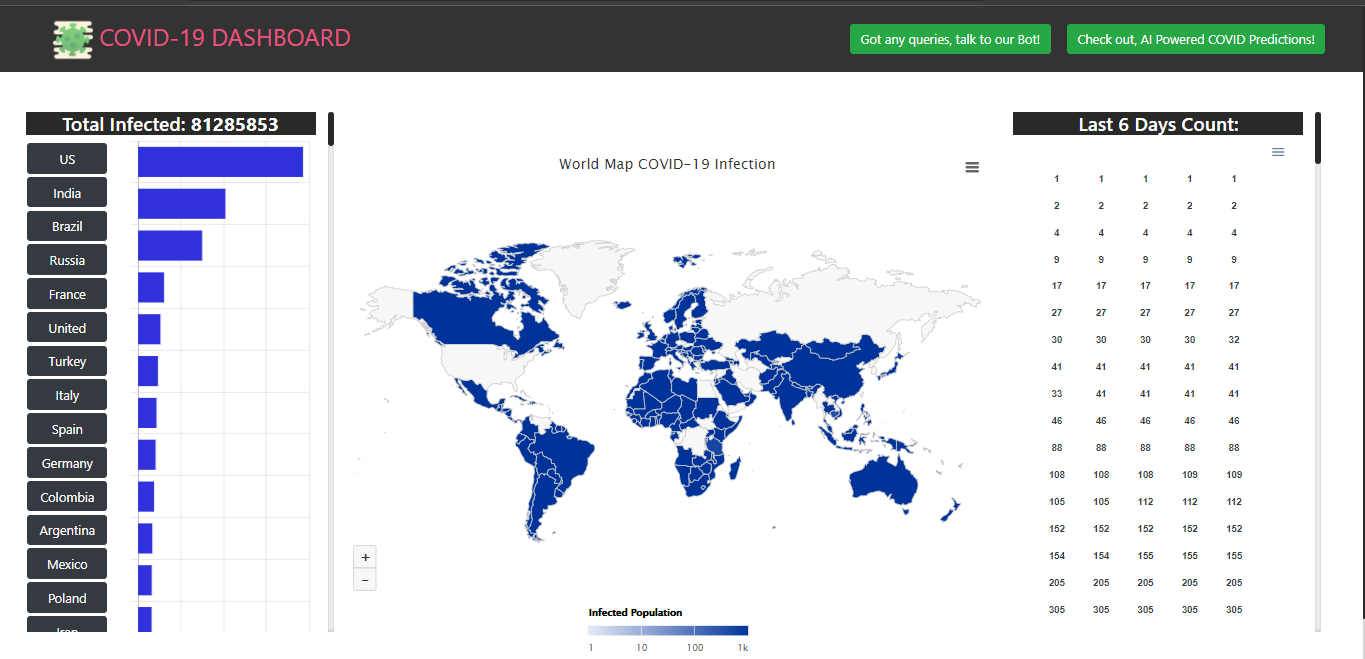 COVID-19 DASHBOARD
Got any queries, talk to our Bot!
Check out, AI Powered COVID Predictions!
Total Infected: 81285853
US
India
Brazil
Russia
France
United
Turkey
Italy
Spain
Germany
Colombia
Argentina
Mexico
Poland
Iran
World Map COVID-19 Infection
+
−
Infected Population
1 10 100 1k
Last 6 Days Count:
1 1 1 1 1
2 2 2 2 2
4 4 4 4 4
9 9 9 9 9
17 17 17 17 17
27 27 27 27 27
30 30 30 30 32
41 41 41 41 41
33 41 41 41 41
46 46 46 46 46
88 88 88 88 88
108 108 108 109 109
105 105 112 112 112
152 152 152 152 152
154 154 155 155 155
205 205 205 205 205
305 305 305 305 305